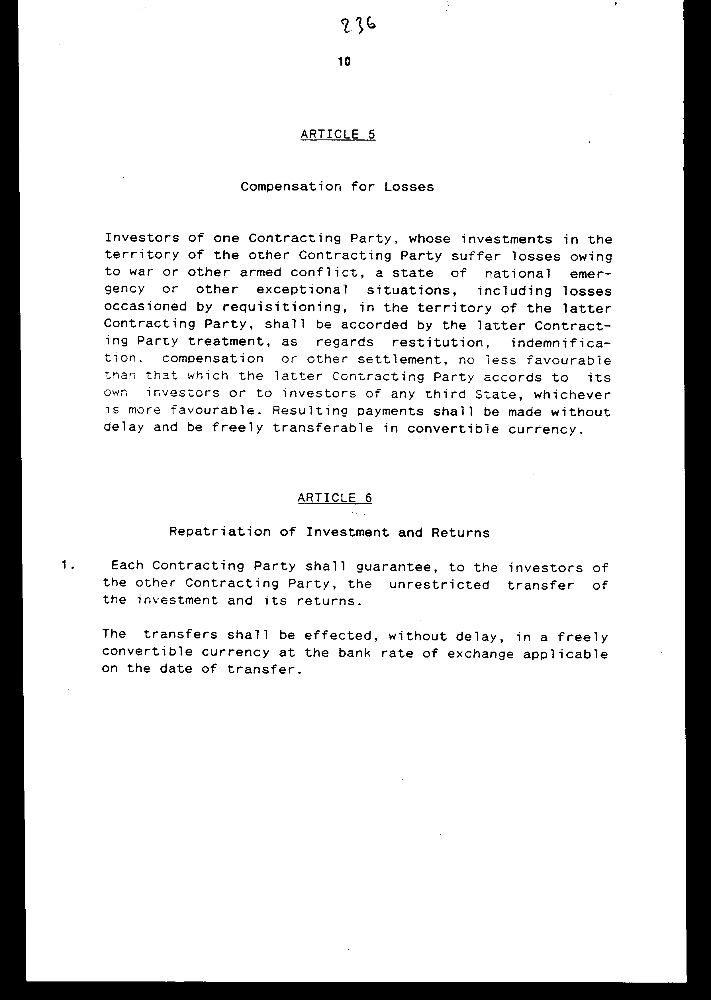 236
10
ARTICLE 5
Compensation for Losses
Investors of one Contracting Party, whose investments in the
territory of the other Contracting Party suffer losses owing
to war or other armed conflict, a state of national emer-
gency or other exceptional situations, including losses
occasioned by requisitioning, in the territory of the latter
Contracting Party, shall be accorded by the latter Contract-
ing Party treatment, as regards restitution, indemnifica-
tion, compensation or other settlement, no less favourable
than that which the latter Contracting Party accords to its
own investors or to investors of any third State, whichever
is more favourable. Resulting payments shall be made without
delay and be freely transferable in convertible currency.
ARTICLE 6
Repatriation of Investment and Returns
1. Each Contracting Party shall guarantee, to the investors of
the other Contracting Party, the unrestricted transfer of
the investment and its returns.
The transfers shall be effected, without delay, in a freely
convertible currency at the bank rate of exchange applicable
on the date of transfer.